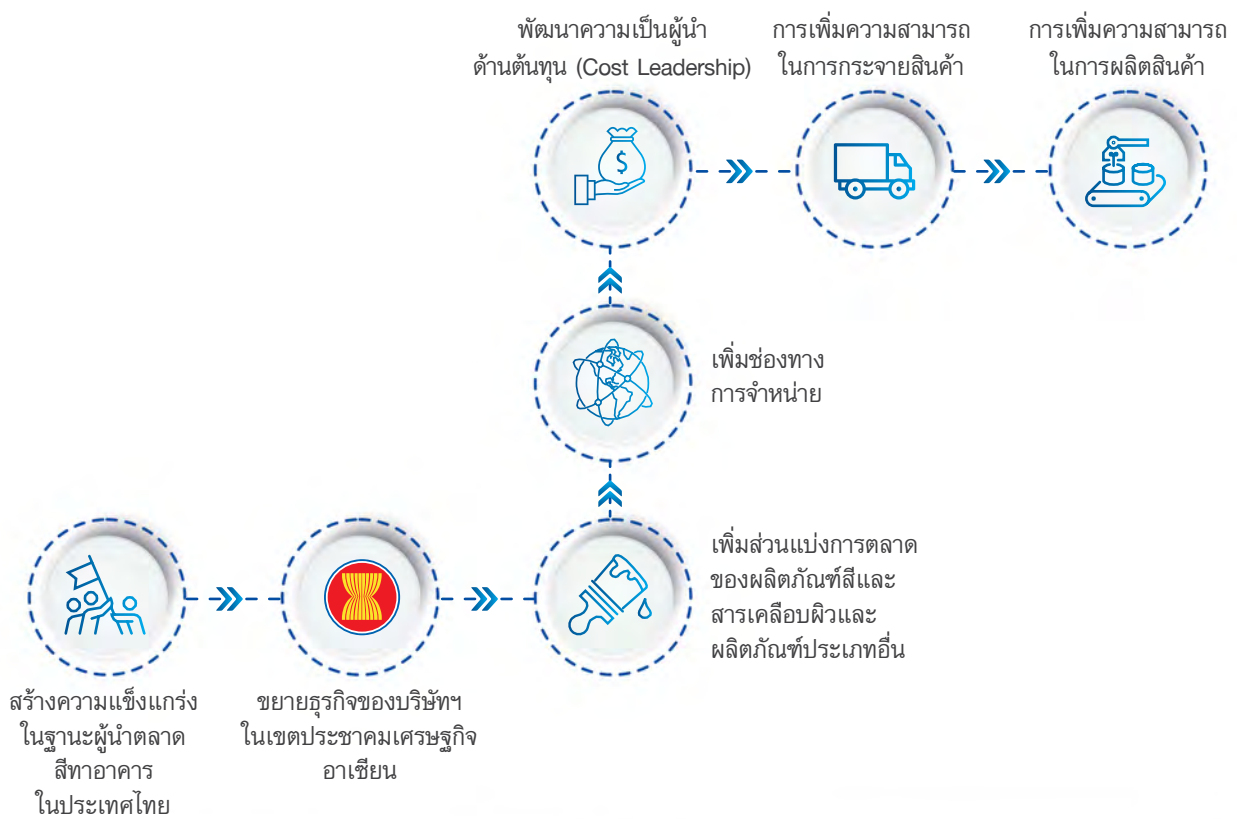 พัฒนาความเป็นผู้นำ
ด้านต้นทุน (Cost Leadership)
การเพิ่มความสามารถ
ในการกระจายสินค้า
การเพิ่มความสามารถ
ในการผลิตสินค้า
$
เพิ่มช่องทาง
การจำหน่าย
เพิ่มส่วนแบ่งการตลาด
ของผลิตภัณฑ์สีและ
สารเคลือบผิวและ
ผลิตภัณฑ์ประเภทอื่น
สร้างความแข็งแกร่ง
ในฐานะผู้นำตลาด
สีทาอาคาร
ในประเทศไทย
ขยายธุรกิจของบริษัทฯ
ในเขตประชาคมเศรษฐกิจ
อาเซียน